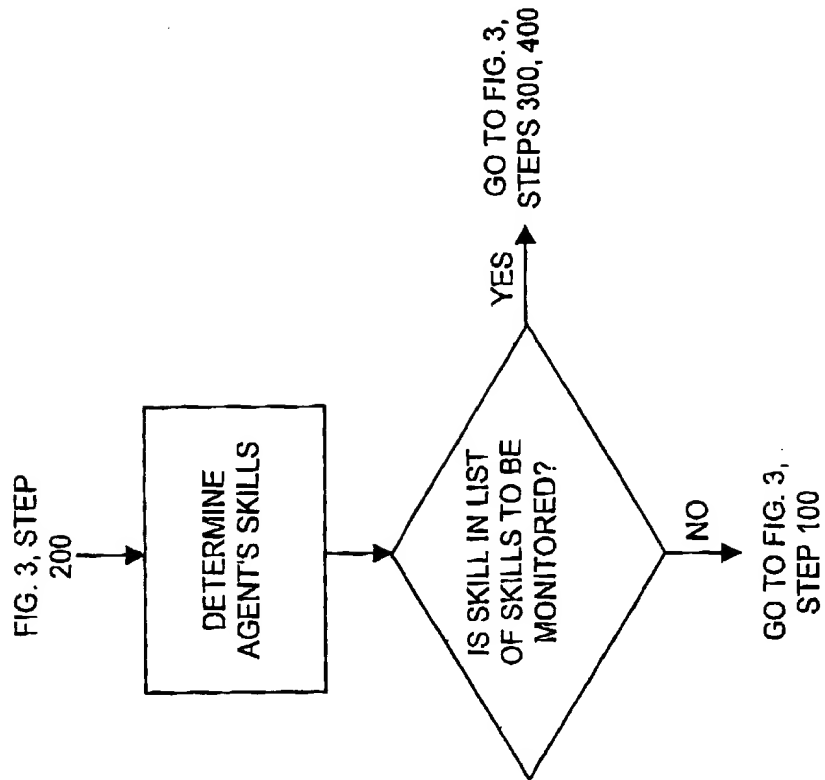 FIG. 3, STEP
200
DETERMINE
AGENT'S SKILLS
IS SKILL IN LIST
OF SKILLS TO BE
MONITORED?
YES
GO TO FIG. 3,
STEPS 300, 400
NO
GO TO FIG. 3,
STEP 100